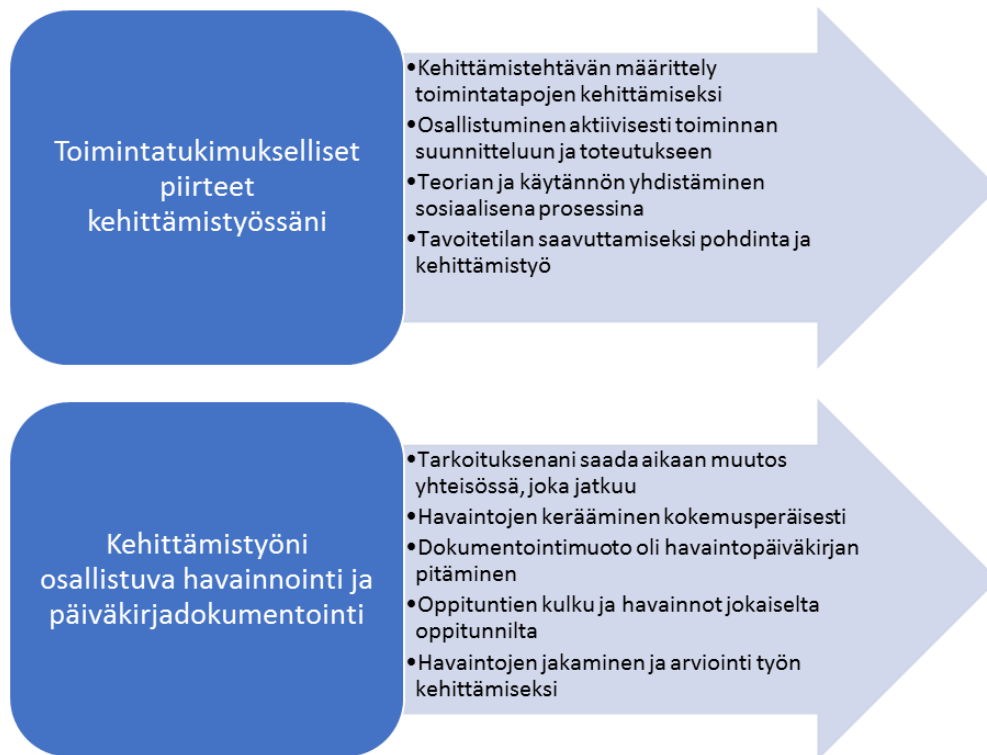 Toimintatukimukselliset
piirteet
kehittämistyössäni
•Kehittämistehtävän määrittely
toimintatapojen kehittämiseksi
•Osallistuminen aktiivisesti toiminnan
suunnitteluun ja toteutukseen
•Teorian ja käytännön yhdistäminen
sosiaalisena prosessina
•Tavoitetilan saavuttamiseksi pohdinta ja
kehittämistyö
Kehittämistyöni
osallistuva havainnointi ja
päiväkirjadokumentointi
•Tarkoituksenani saada aikaan muutos
yhteisössä, joka jatkuu
•Havaintojen kerääminen kokemusperäisesti
•Dokumentointimuoto oli havaintopäiväkirjan
pitäminen
•Oppituntien kulku ja havainnot jokaiselta
oppitunnilta
•Havaintojen jakaminen ja arviointi työn
kehittämiseksi